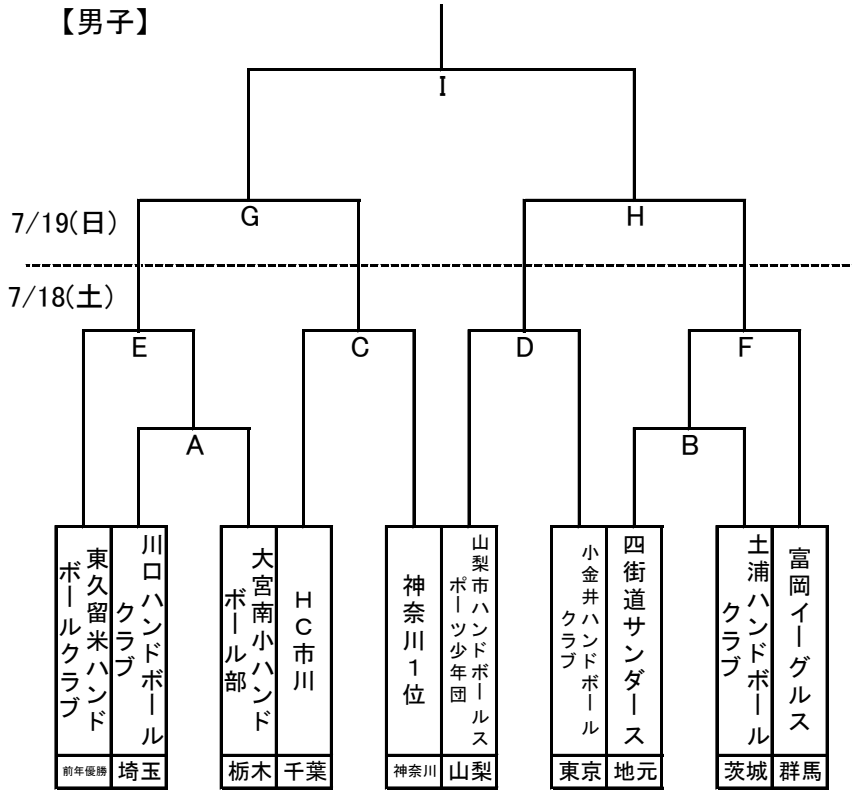 【男子】
I
7/19(日)
G
H
7/18(土)
E
C
D
F
A
B
東久留米ハンド
ボールクラブ
川口ハンドボール
クラブ
大宮南小ハンド
ボール部
HC市川
神奈川1位
山梨市ハンドボールス
ポーツ少年団
小金井ハンドボール
クラブ
四街道サンダース
土浦ハンドボール
クラブ
富岡イーグルス
前年優勝
埼玉
栃木
千葉
神奈川
山梨
東京
地元
茨城
群馬